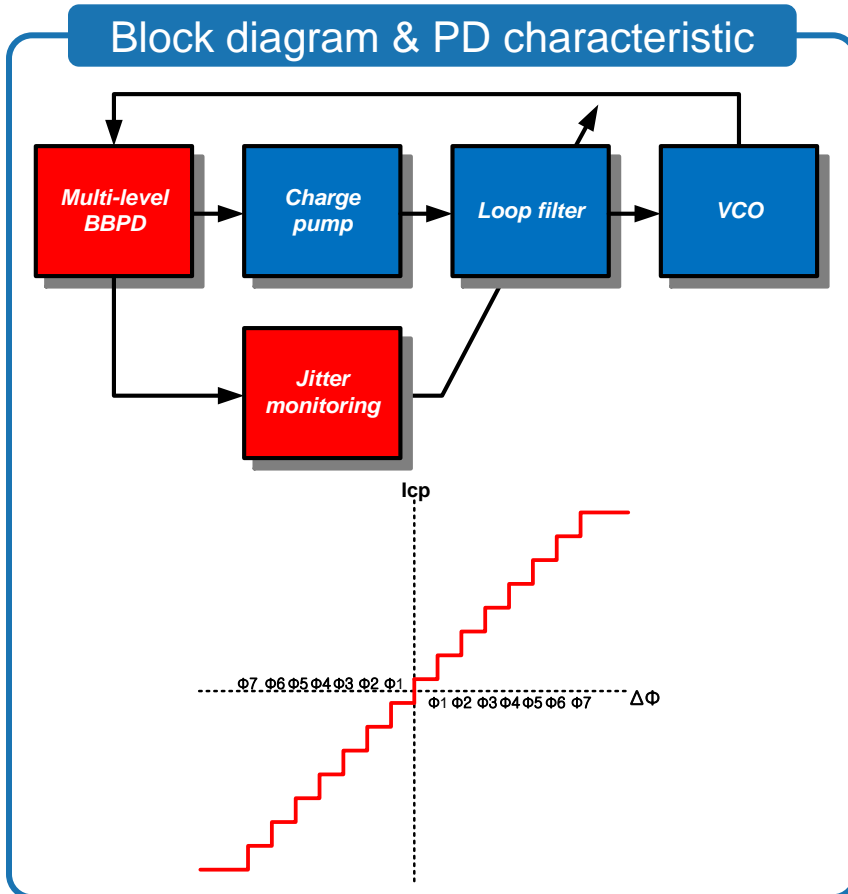 Block diagram & PD characteristic
Multi-level
BBPD
Charge
pump
Loop filter
VCO
Jitter
monitoring
Icp
Φ7 Φ6 Φ5 Φ4 Φ3 Φ2 Φ1
Φ1 Φ2 Φ3 Φ4 Φ5 Φ6 Φ7
ΔΦ